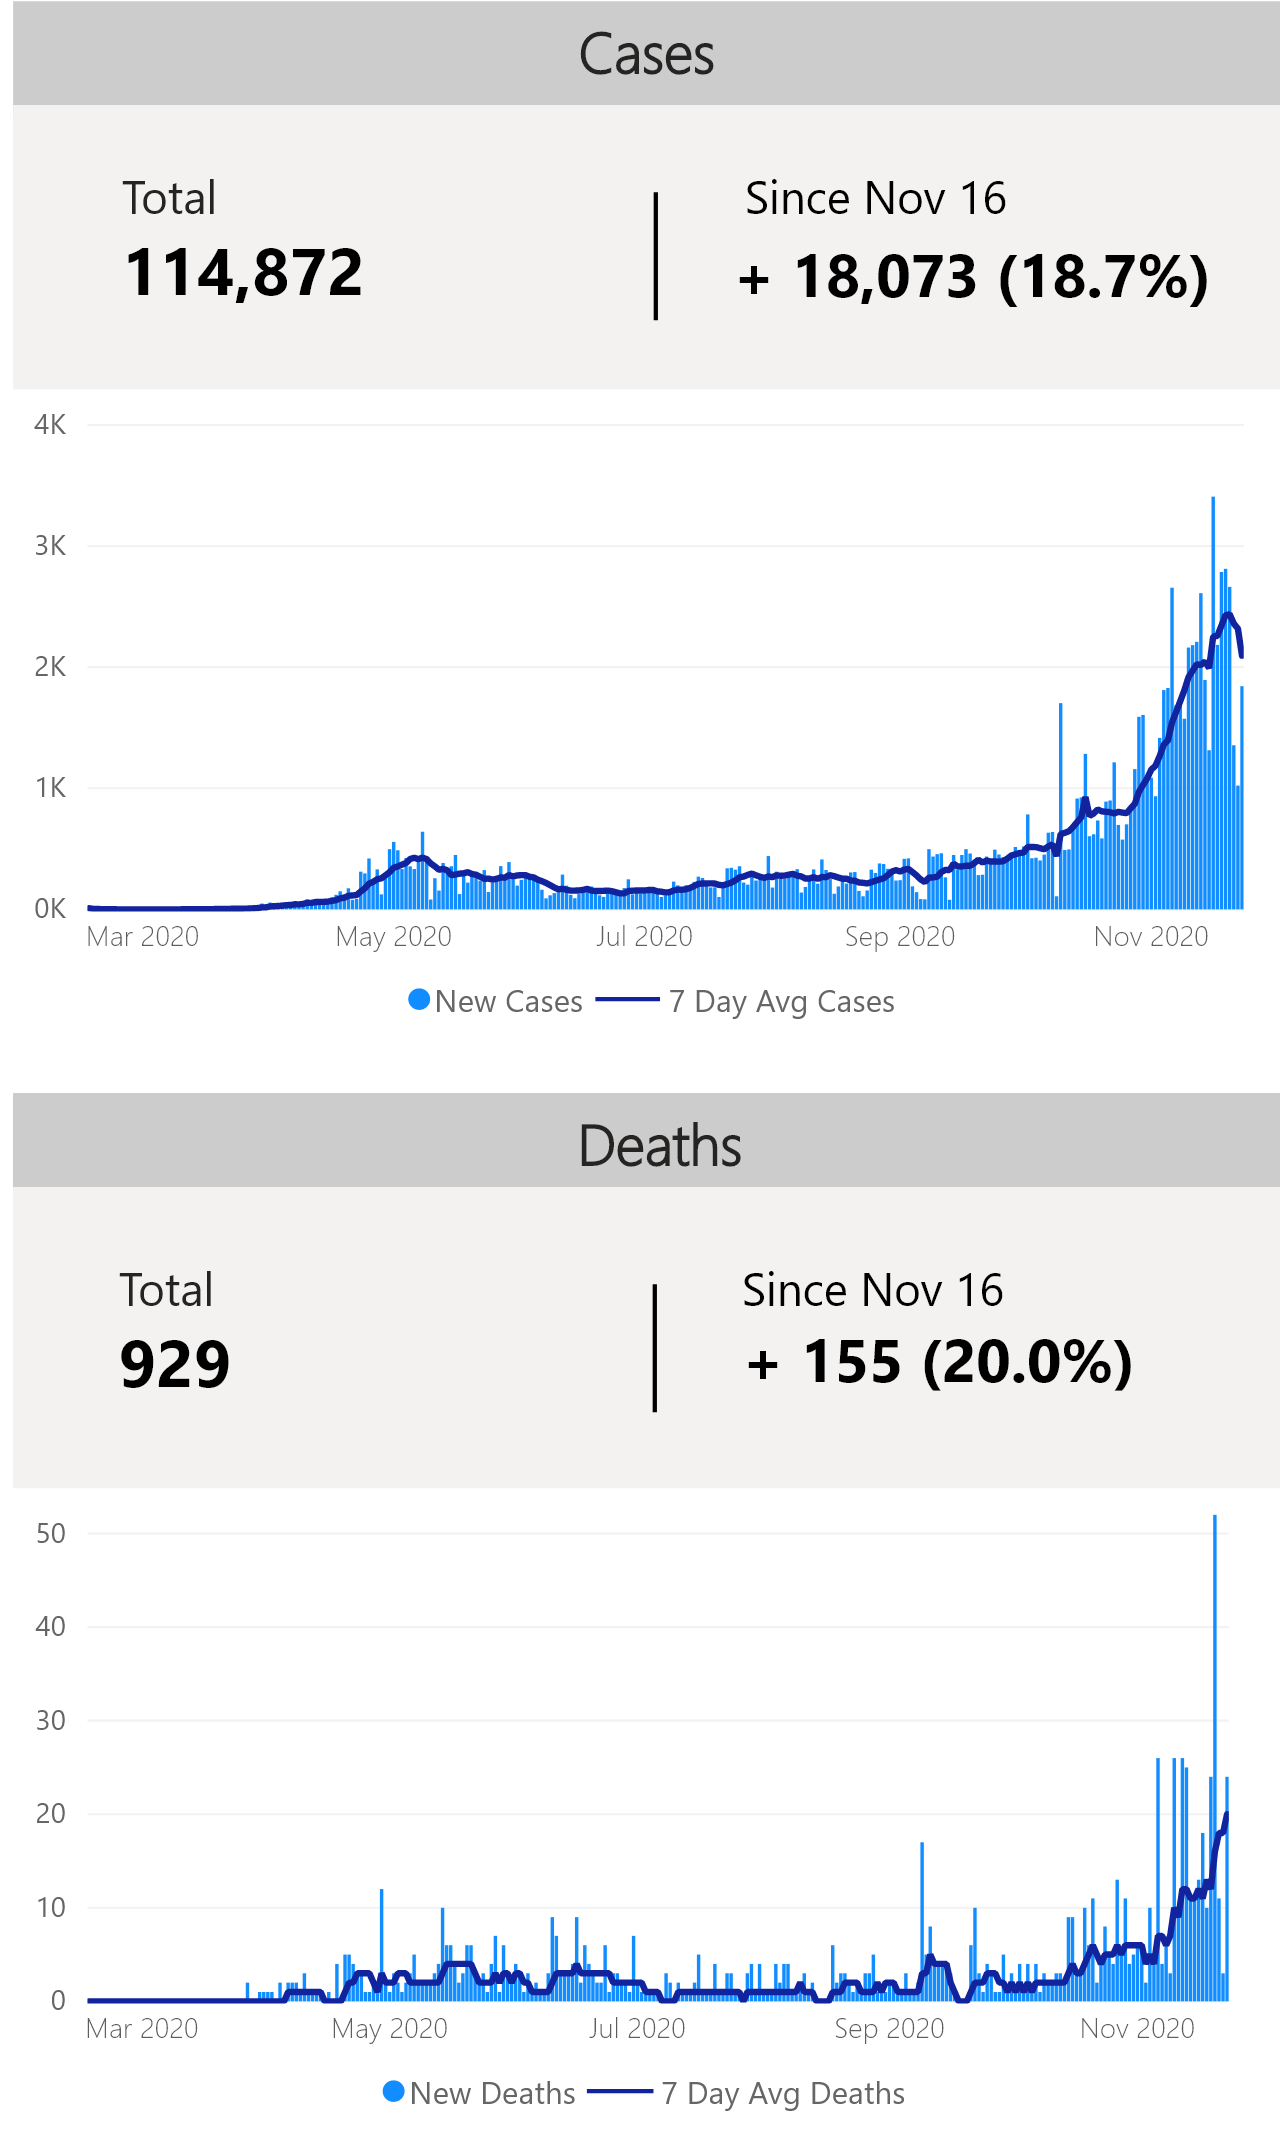 Cases
Total
Since Nov 16
114,872
+ 18,073 (18.7%)
4K
3K
2K
1K
0K
Mar 2020
May 2020
Jul 2020
Sep 2020
Nov 2020
New Cases
7 Day Avg Cases
Deaths
Total
Since Nov 16
929
+ 155 (20.0%)
50
40
30
20
10
0
Mar 2020
May 2020
Jul 2020
Sep 2020
Nov 2020
New Deaths
7 Day Avg Deaths